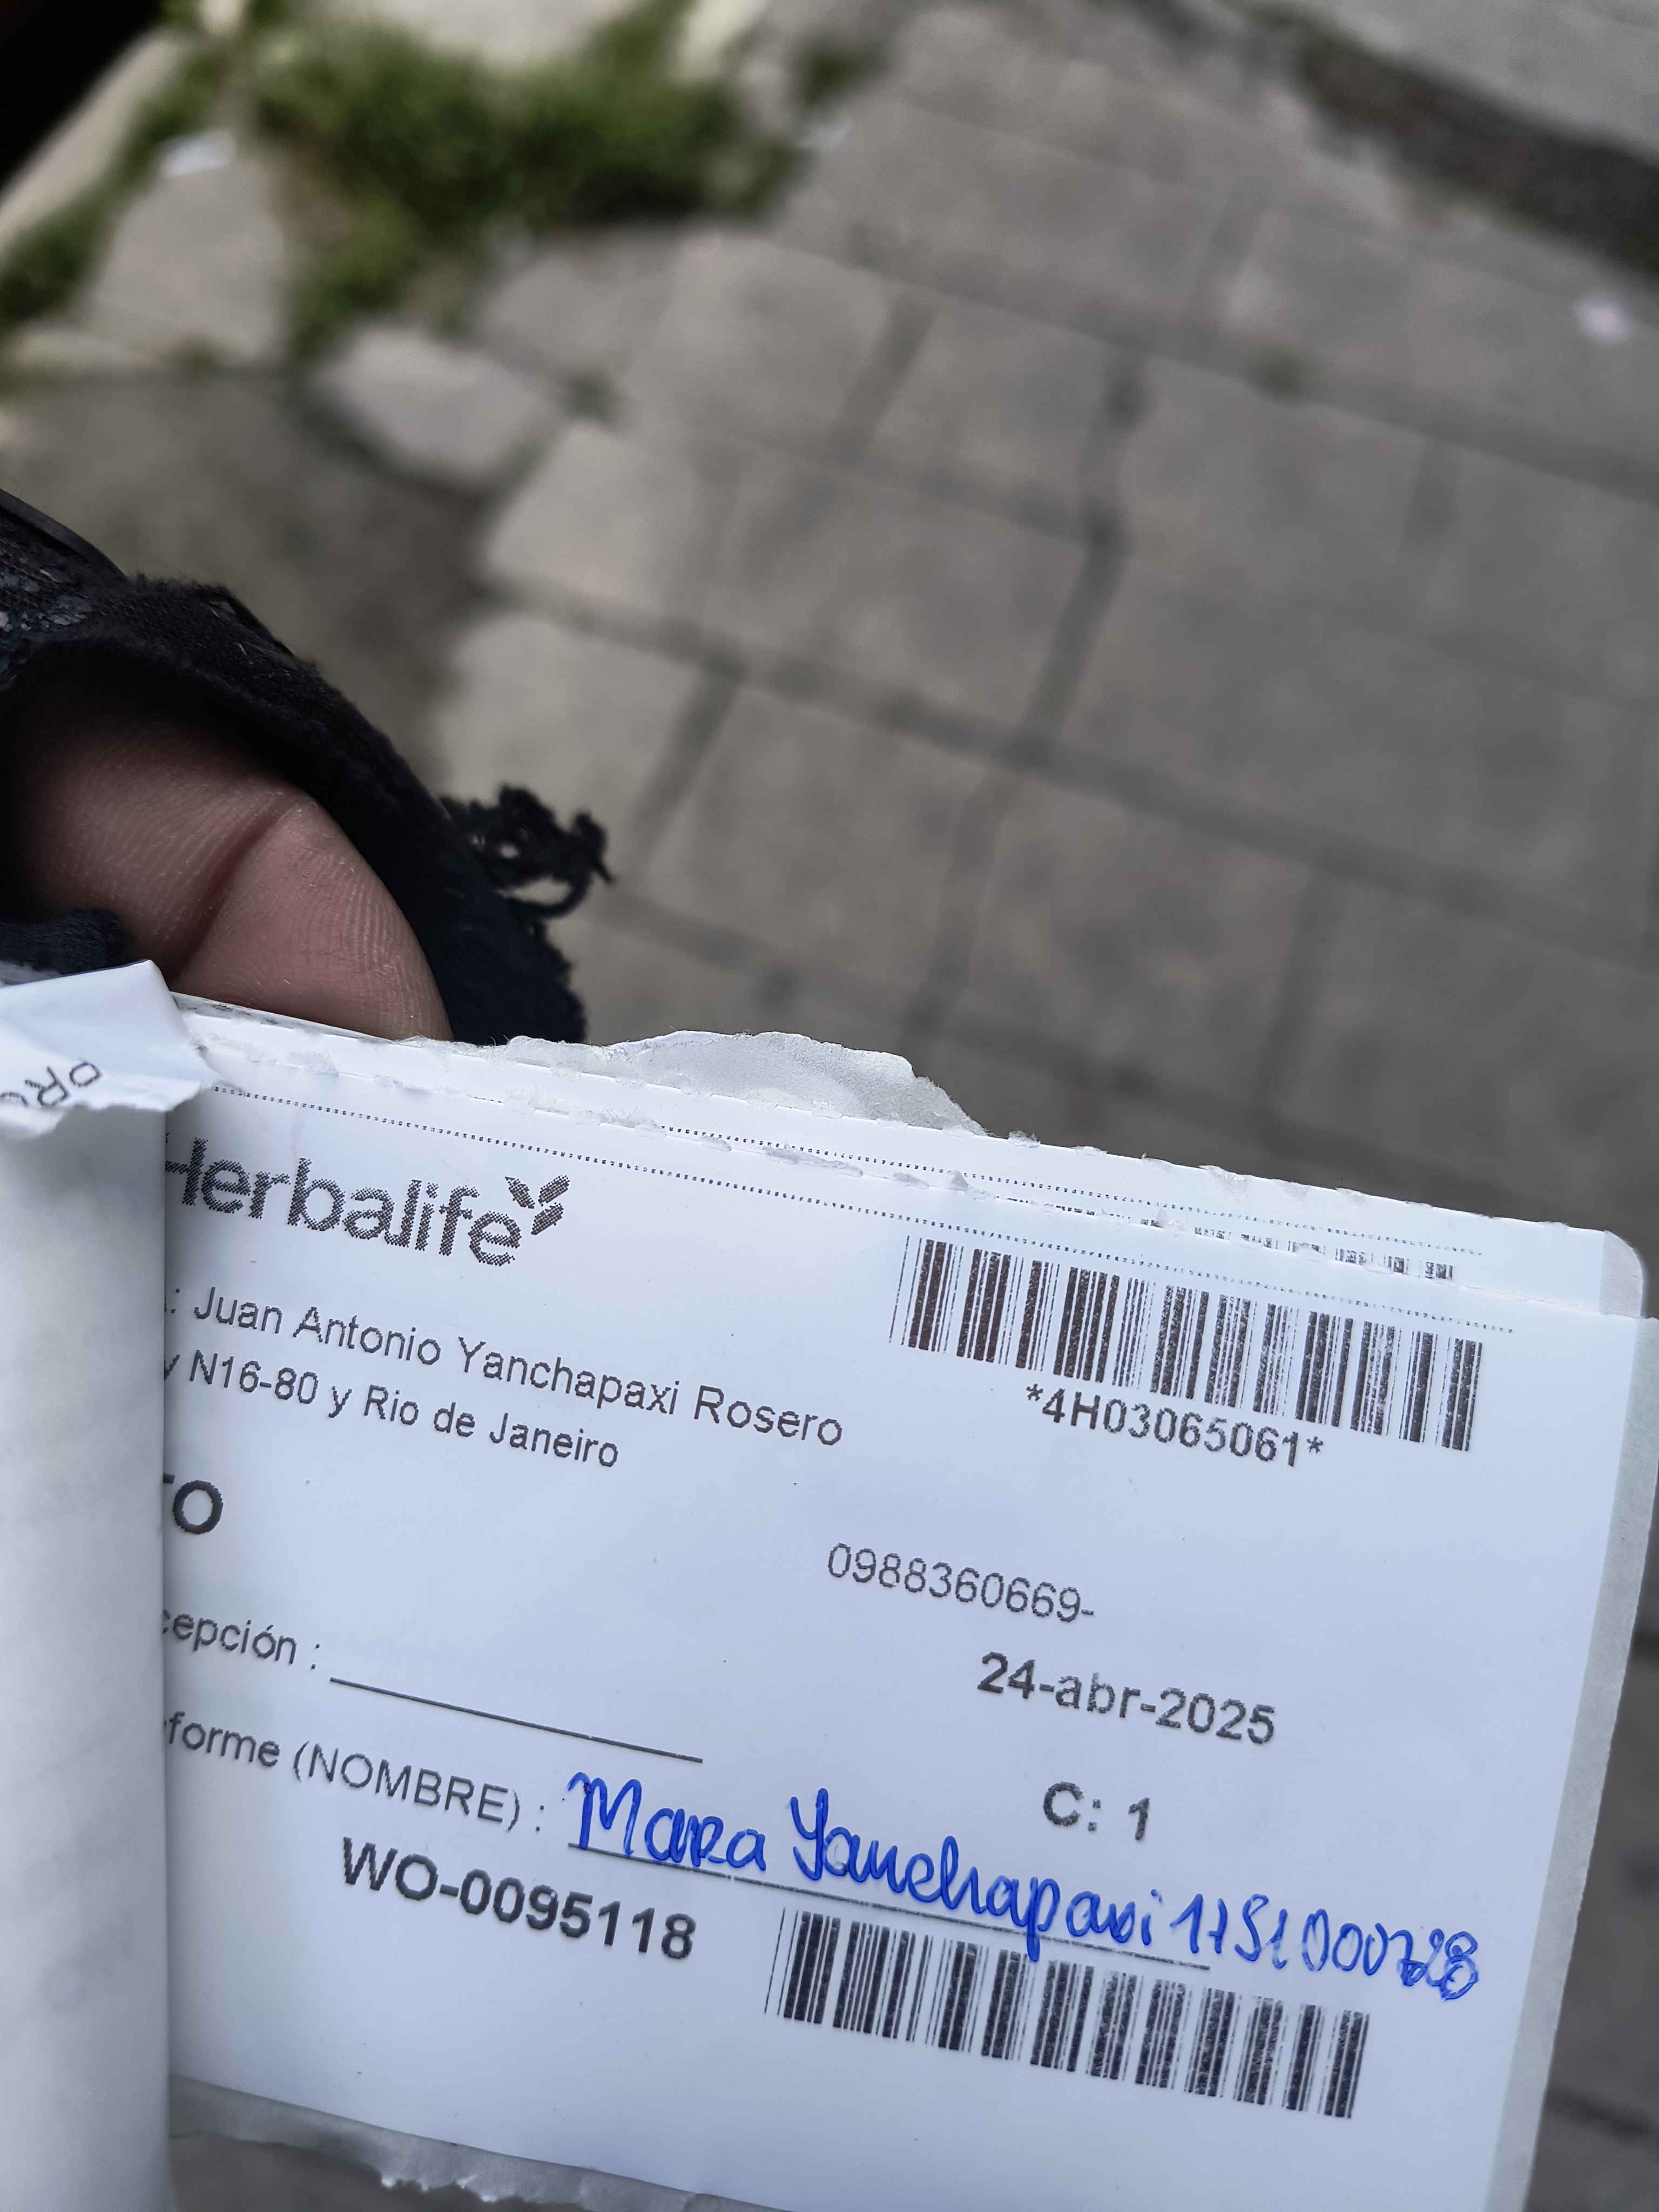 Herbalife
: Juan Antonio Yanchapaxi Rosero
*4H03065061*
y N16-80 y Rio de Janeiro
TO
0988360669-
cepción :
24-abr-2025
forme (NOMBRE) : Mara Yanchapaxi
C: 1
WO-0095118
PRO